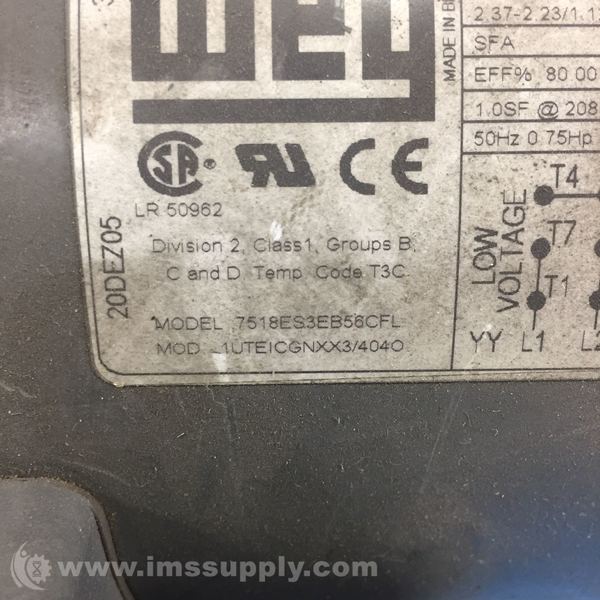 WEG
MADE IN
LR 50962
Division 2, Class1, Groups B,
C and D, Temp. Code T3C
MODEL 7518ES3EB56CFL
MOD. 1UTEICGNXX3/404O
20DEZ05
2.37-2.23/1.1
SFA
EFF% 80.00
1.0SF @ 208
50Hz 0.75Hp
LOW
VOLTAGE
T4
T7
T1
YY L1 L2
www.imssupply.com